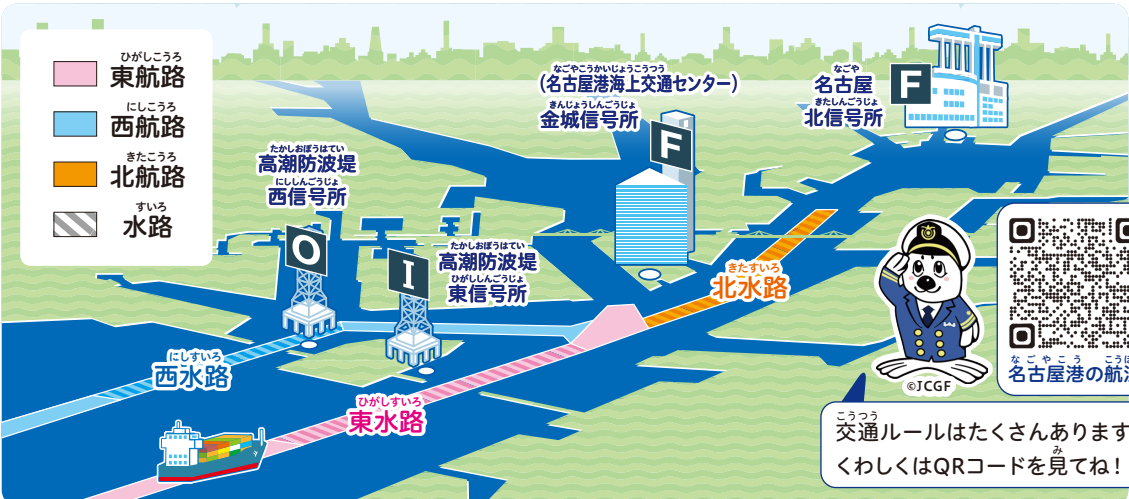 ひがしこうろ
東航路
にしこうろ
西航路
きたこうろ
北航路
すいろ
水路
たかしおぼうはてい
高潮防波堤
にししんごうじょ
西信号所
O
たかしおぼうはてい
高潮防波堤
ひがししんごうじょ
東信号所
I
なごやこうかいじょうこうつう
(名古屋港海上交通センター)
きんじょうしんごうじょ
金城信号所
F
なごや
名古屋
きたしんごうじょ
北信号所
F
きたすいろ
北水路
にしすいろ
西水路
ひがしすいろ
東水路
©JCGF
なごやこう
名古屋港の航
こうつう
交通ルールはたくさんあります
み
くわしくはQRコードを見てね!